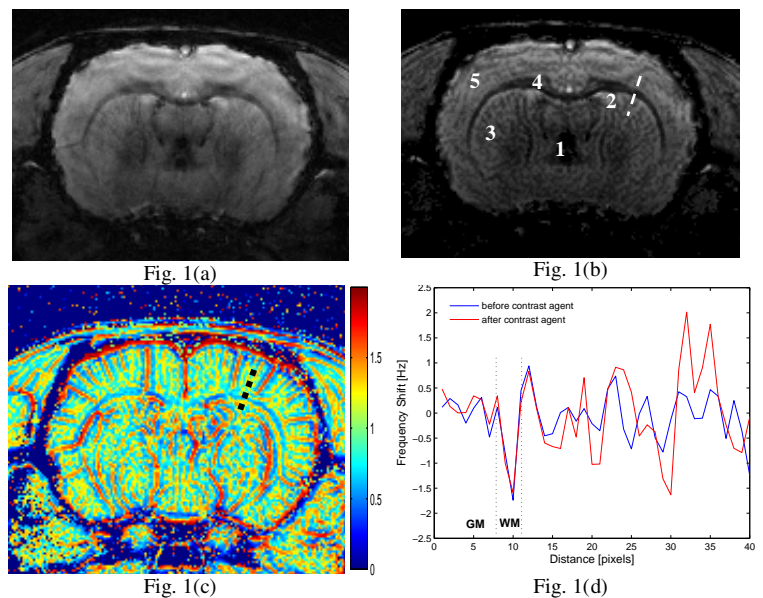 5
4
2
3
1
Fig. 1(a)
Fig. 1(b)
1.5
1
0.5
0
Fig. 1(c)
2.5
2
1.5
1
0.5
0
−0.5
−1
−1.5
−2
−2.5
Frequency Shift [Hz]
before contrast agent
after contrast agent
GM
WM
0 5 10 15 20 25 30 35 40
Distance [pixels]
Fig. 1(d)